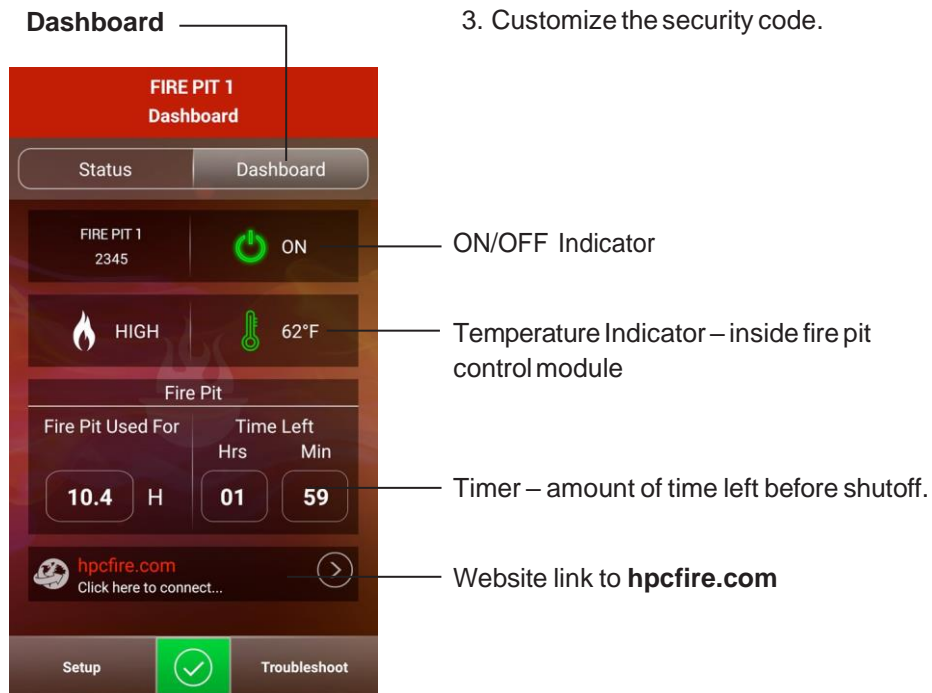 Dashboard
3. Customize the security code.
FIRE PIT 1
Dashboard
Status Dashboard
FIRE PIT 1
2345
ON
ON/OFF Indicator
HIGH
62°F
Temperature Indicator – inside fire pit
control module
Fire Pit
Fire Pit Used For
Time Left
Hrs Min
10.4 H 01 59
Timer – amount of time left before shutoff.
hpcfire.com
Click here to connect...
Website link to hpcfire.com
Setup Troubleshoot